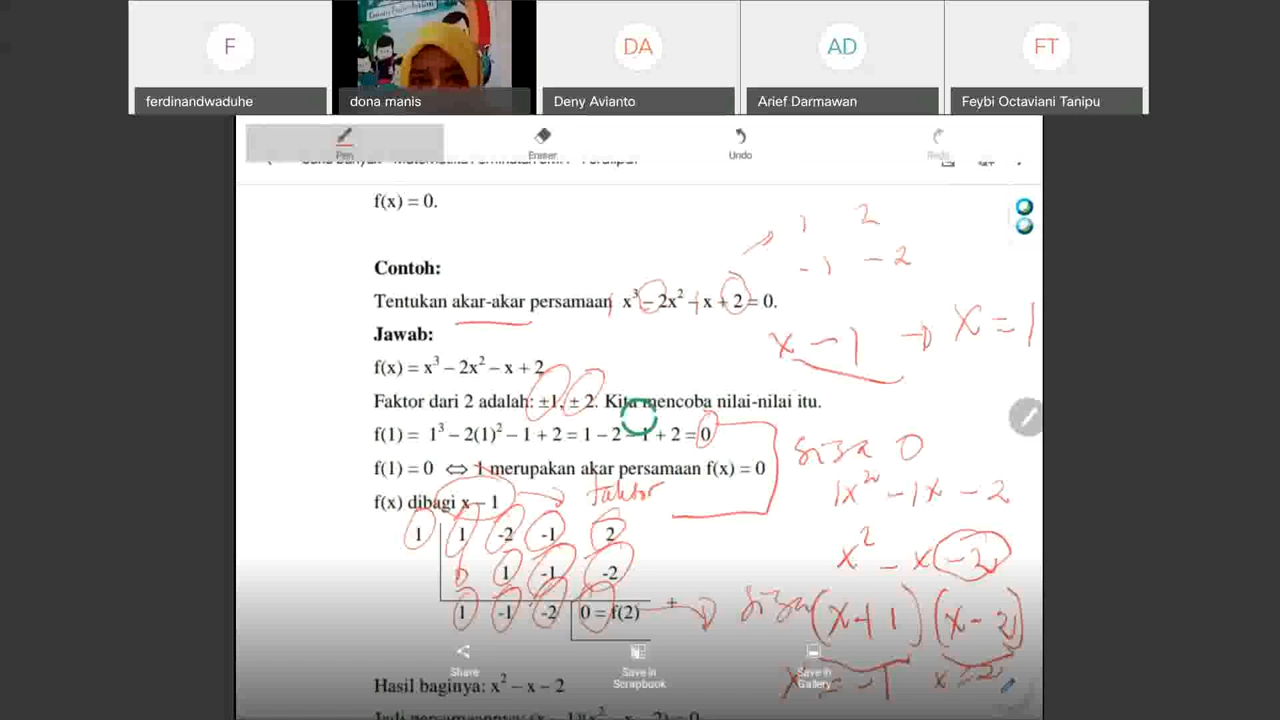 F
DA
AD
FT
ferdinandwaduhe
dona manis
Deny Avianto
Arief Darmawan
Feybi Octaviani Tanipu
Pen
Eraser
Undo
Redo
f(x) = 0.
1 2
-1 -2
Contoh:
Tentukan akar-akar persamaan x³ – 2x² – x + 2 = 0.
x - 1 → x = 1
Jawab:
f(x) = x³ – 2x² – x + 2
Faktor dari 2 adalah: ±1, ± 2. Kita mencoba nilai-nilai itu.
f(1) = 1³ – 2(1)² – 1 + 2 = 1 – 2 – 1 + 2 = 0
sisa 0
f(1) = 0 ⇔ 1 merupakan akar persamaan f(x) = 0
faktor
1x² - 1x - 2
f(x) dibagi x – 1
1 1 -2 -1 2
x² - x - 2
1 -1 -2
1 -1 -2 0 = f(2) +
sisa (x+1) (x-2)
x = -1 x = 2
Share
Save in Scrapbook
Save in Gallery
Hasil baginya: x² – x – 2